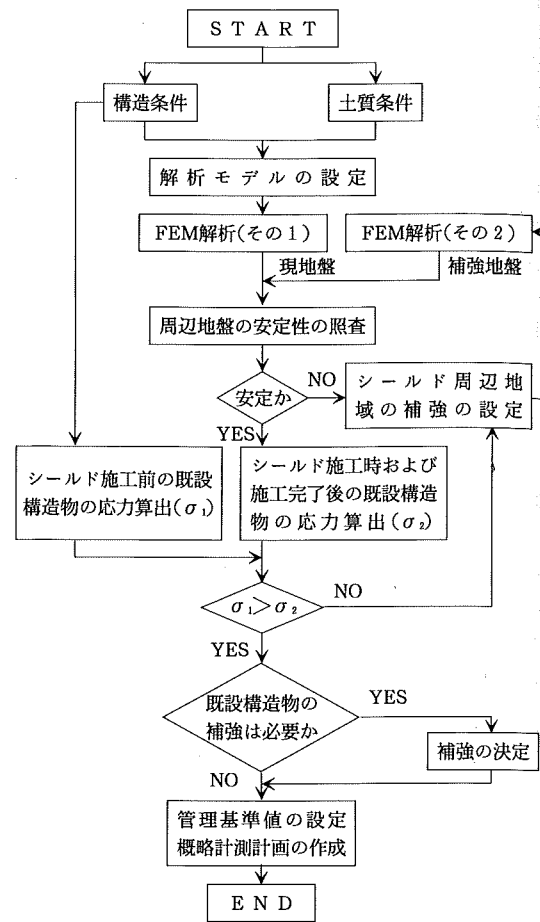 START
構造条件
土質条件
解析モデルの設定
FEM解析(その1)
FEM解析(その2)
現地盤
補強地盤
周辺地盤の安定性の照査
安定か
NO
シールド周辺地
域の補強の設定
YES
シールド施工前の既設
構造物の応力算出(σ₁)
シールド施工時および
施工完了後の既設構造
物の応力算出(σ₂)
σ₁>σ₂
NO
YES
既設構造物の
補強は必要か
YES
補強の決定
NO
管理基準値の設定
概略計測計画の作成
END